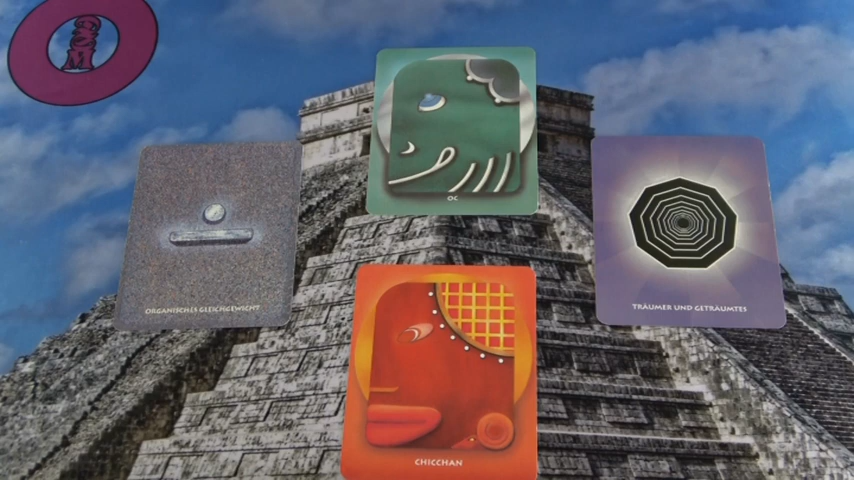 OC
ORGANISCHES GLEICHGEWICHT
TRÄUMER UND GETRÄUMTES
CHICCHAN